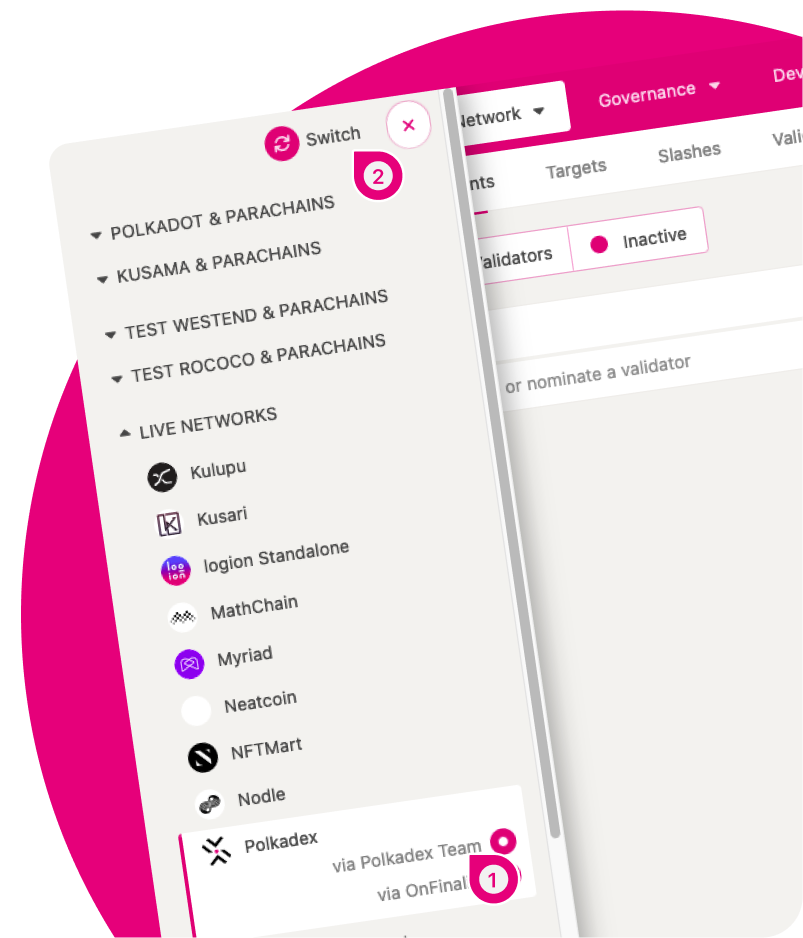 Switch
2
POLKADOT & PARACHAINS
KUSAMA & PARACHAINS
TEST WESTEND & PARACHAINS
TEST ROCOCO & PARACHAINS
LIVE NETWORKS
Kulupu
Kusari
logion Standalone
MathChain
Myriad
Neatcoin
NFTMart
Nodle
Polkadex
via Polkadex Team
via OnFinal
1
Network Governance Dev
nts Targets Slashes Vali
Validators Inactive
or nominate a validator